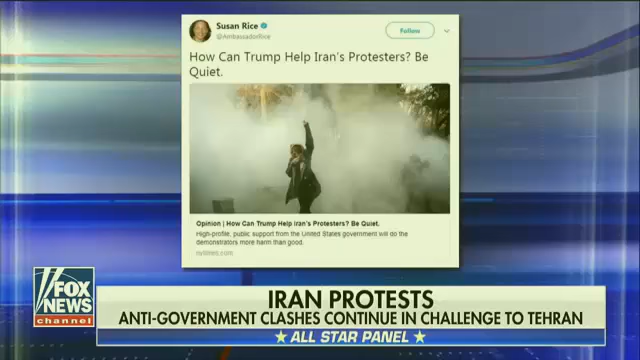 Susan Rice
@AmbassadorRice
Follow
How Can Trump Help Iran's Protesters? Be
Quiet.
Opinion | How Can Trump Help Iran's Protesters? Be Quiet.
High-profile, public support from the United States government will do the
demonstrators more harm than good.
nytimes.com
FOX
NEWS
channel
IRAN PROTESTS
ANTI-GOVERNMENT CLASHES CONTINUE IN CHALLENGE TO TEHRAN
ALL STAR PANEL